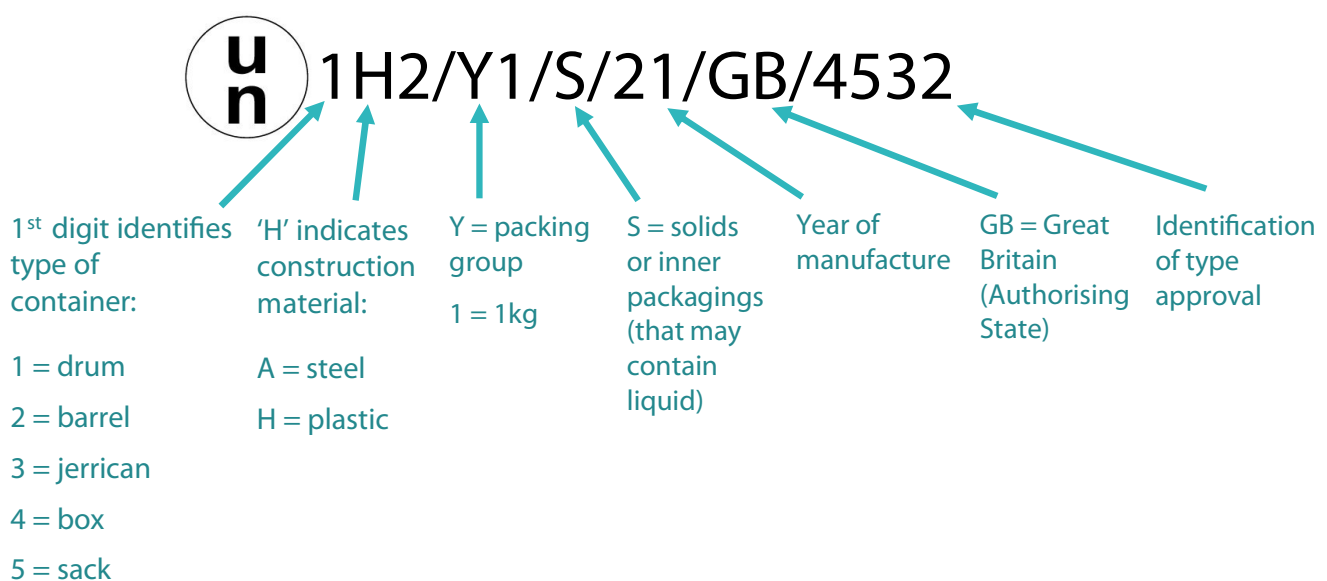 u
n
1H2/Y1/S/21/GB/4532
1st digit identifies
type of
container:
1 = drum
2 = barrel
3 = jerrican
4 = box
5 = sack
‘H’ indicates
construction
material:
A = steel
H = plastic
Y = packing
group
1 = 1kg
S = solids
or inner
packagings
(that may
contain
liquid)
Year of
manufacture
GB = Great
Britain
(Authorising
State)
Identification
of type
approval